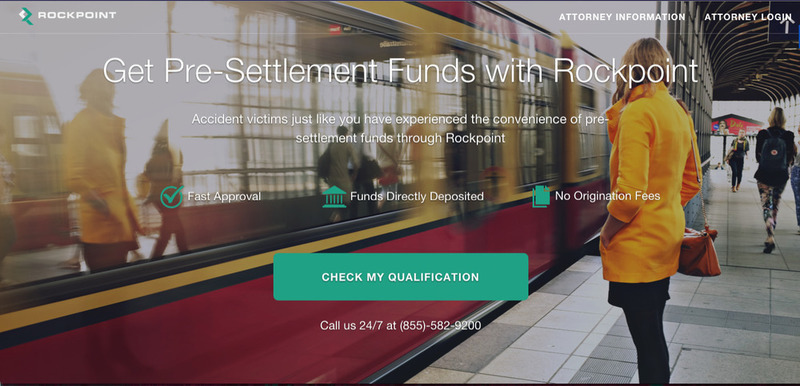 ROCKPOINT
ATTORNEY INFORMATION
ATTORNEY LOGIN
Get Pre-Settlement Funds with Rockpoint
Accident victims just like you have experienced the convenience of pre-
settlement funds through Rockpoint
Fast Approval
Funds Directly Deposited
No Origination Fees
CHECK MY QUALIFICATION
Call us 24/7 at (855)-582-9200